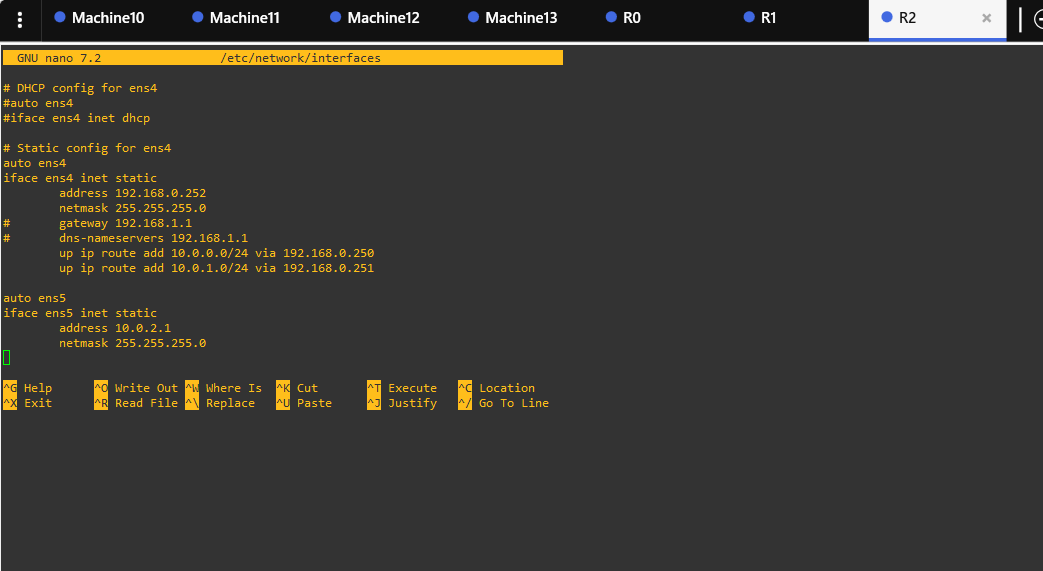 Machine10 Machine11 Machine12 Machine13 R0 R1 R2 ×
GNU nano 7.2 /etc/network/interfaces
# DHCP config for ens4
#auto ens4
#iface ens4 inet dhcp
# Static config for ens4
auto ens4
iface ens4 inet static
address 192.168.0.252
netmask 255.255.255.0
# gateway 192.168.1.1
# dns-nameservers 192.168.1.1
up ip route add 10.0.0.0/24 via 192.168.0.250
up ip route add 10.0.1.0/24 via 192.168.0.251
auto ens5
iface ens5 inet static
address 10.0.2.1
netmask 255.255.255.0
^G Help ^O Write Out ^W Where Is ^K Cut ^T Execute ^C Location
^X Exit ^R Read File ^\ Replace ^U Paste ^J Justify ^/ Go To Line